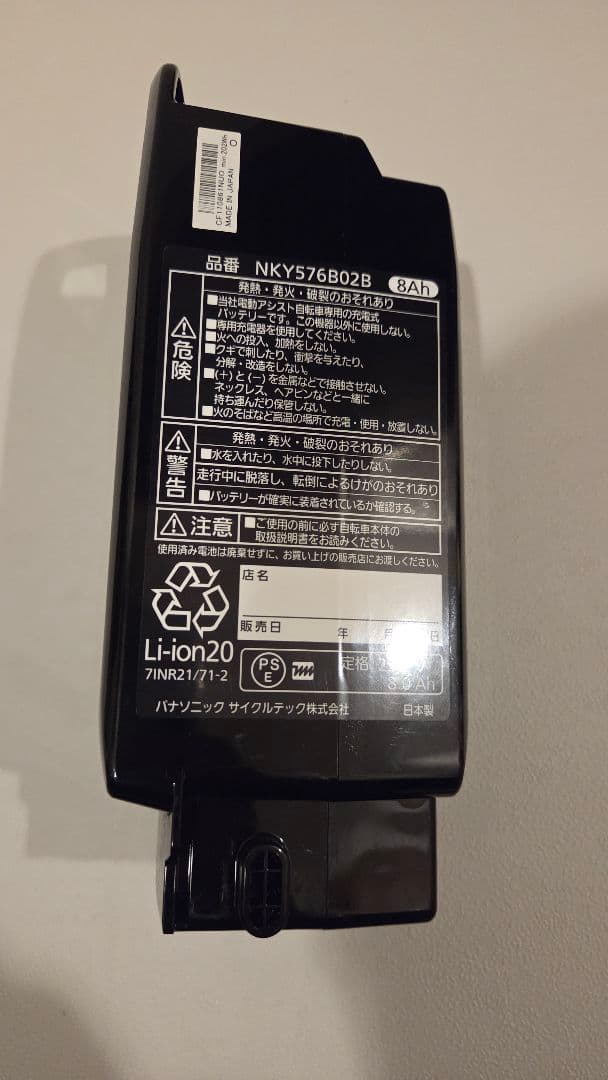 CF110861NUO min.202Wh
MADE IN JAPAN
品番 NKY576B02B 8Ah
危険
発熱・発火・破裂のおそれあり
■当社電動アシスト自転車専用の充電式
バッテリーです。この機器以外に使用しない。
■専用充電器を使用してください。
■火への投入、加熱をしない。
■クギで刺したり、衝撃を与えたり、
分解・改造をしない。
■(+)と(−)を金属などで接触させない。
ネックレス、ヘアピンなどと一緒に
持ち運んだり保管しない。
■火のそばなど高温の場所で充電・使用・放置しない。
警告
発熱・発火・破裂のおそれあり
■水を入れたり、水中に投下したりしない。
走行中に脱落し、転倒によるけがのおそれあり
■バッテリーが確実に装着されているか確認する。
注意
■ご使用の前に必ず自転車本体の
取扱説明書をお読みください。
使用済み電池は廃棄せずに、お買い上げの販売店にお渡しください。
店名
販売日 年 月 日
Li-ion20
7INR21/71-2
PS
E
定格
8.0 Ah
パナソニック サイクルテック株式会社 日本製